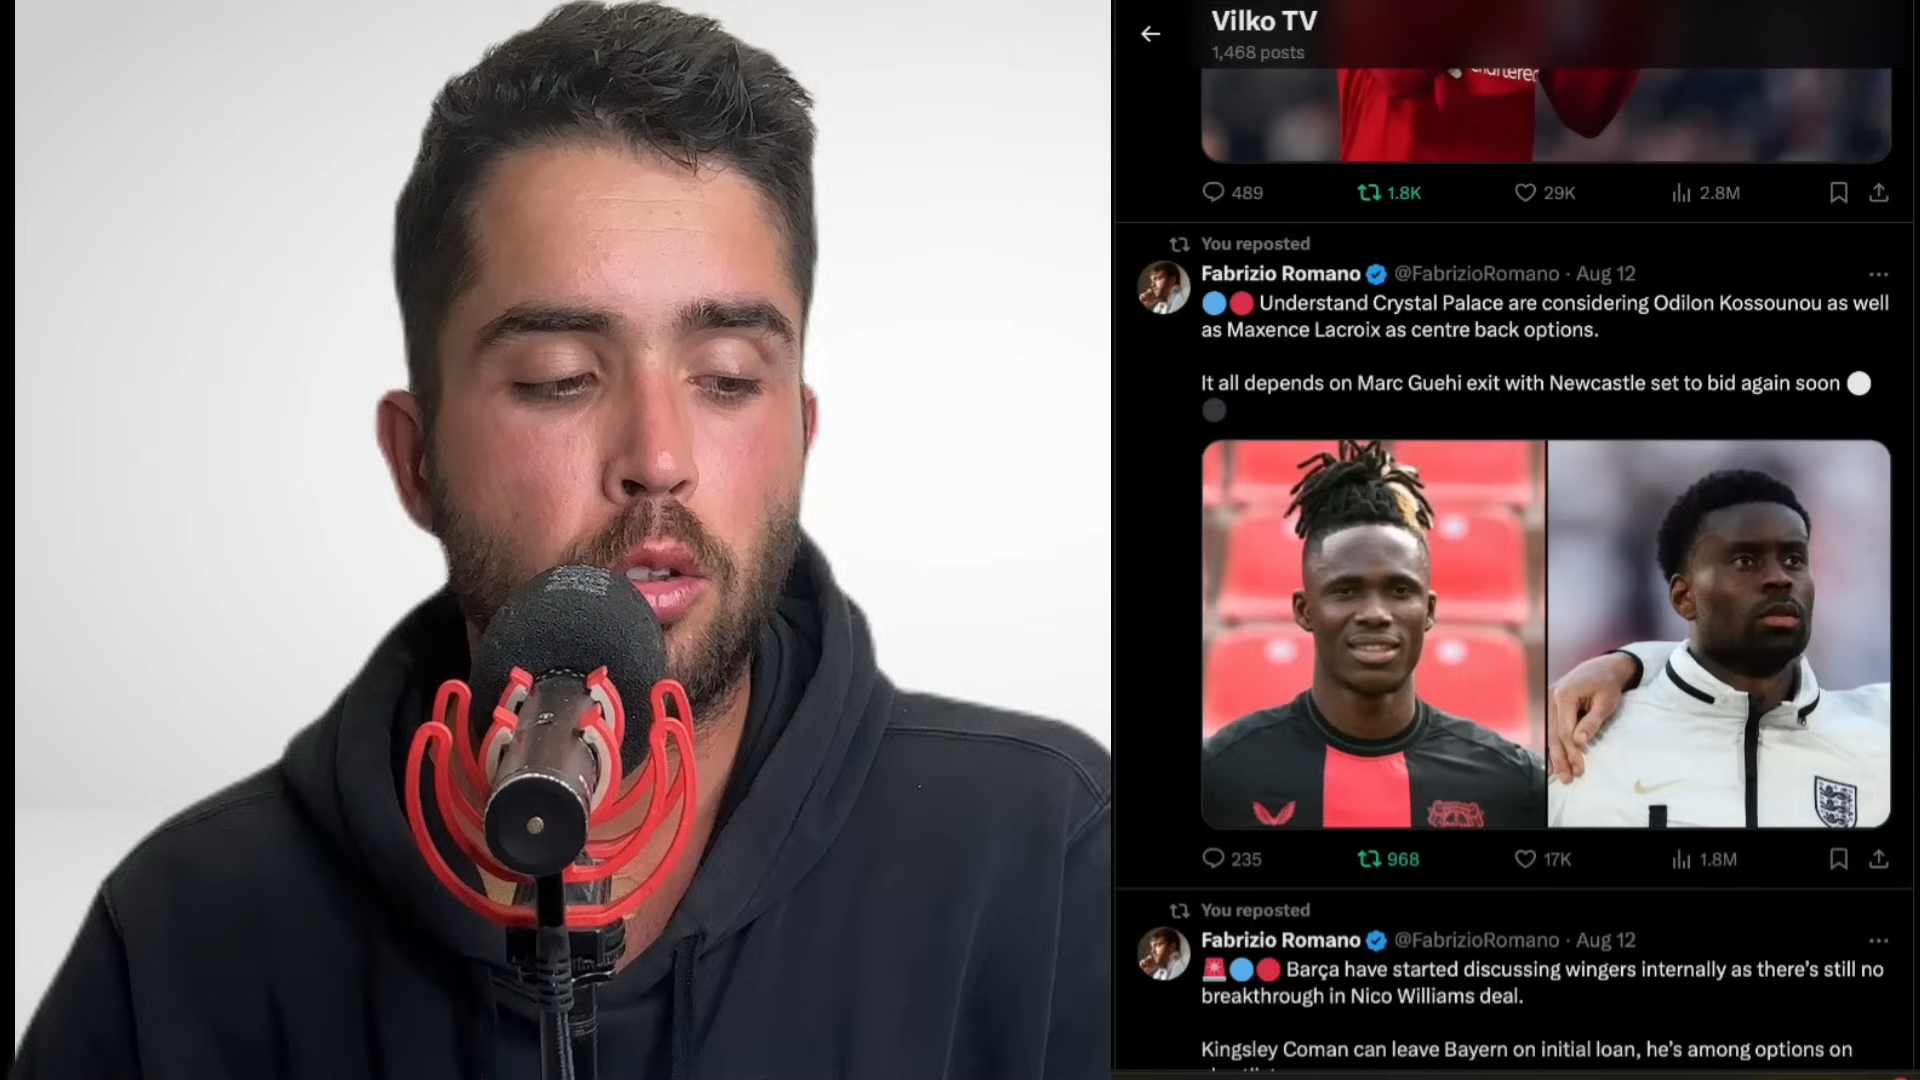 Vilko TV
1,468 posts
chartered
489 1.8K 29K 2.8M
You reposted
Fabrizio Romano @FabrizioRomano · Aug 12
Understand Crystal Palace are considering Odilon Kossounou as well
as Maxence Lacroix as centre back options.
It all depends on Marc Guehi exit with Newcastle set to bid again soon
235 968 17K 1.8M
You reposted
Fabrizio Romano @FabrizioRomano · Aug 12
Barça have started discussing wingers internally as there's still no
breakthrough in Nico Williams deal.
Kingsley Coman can leave Bayern on initial loan, he's among options on